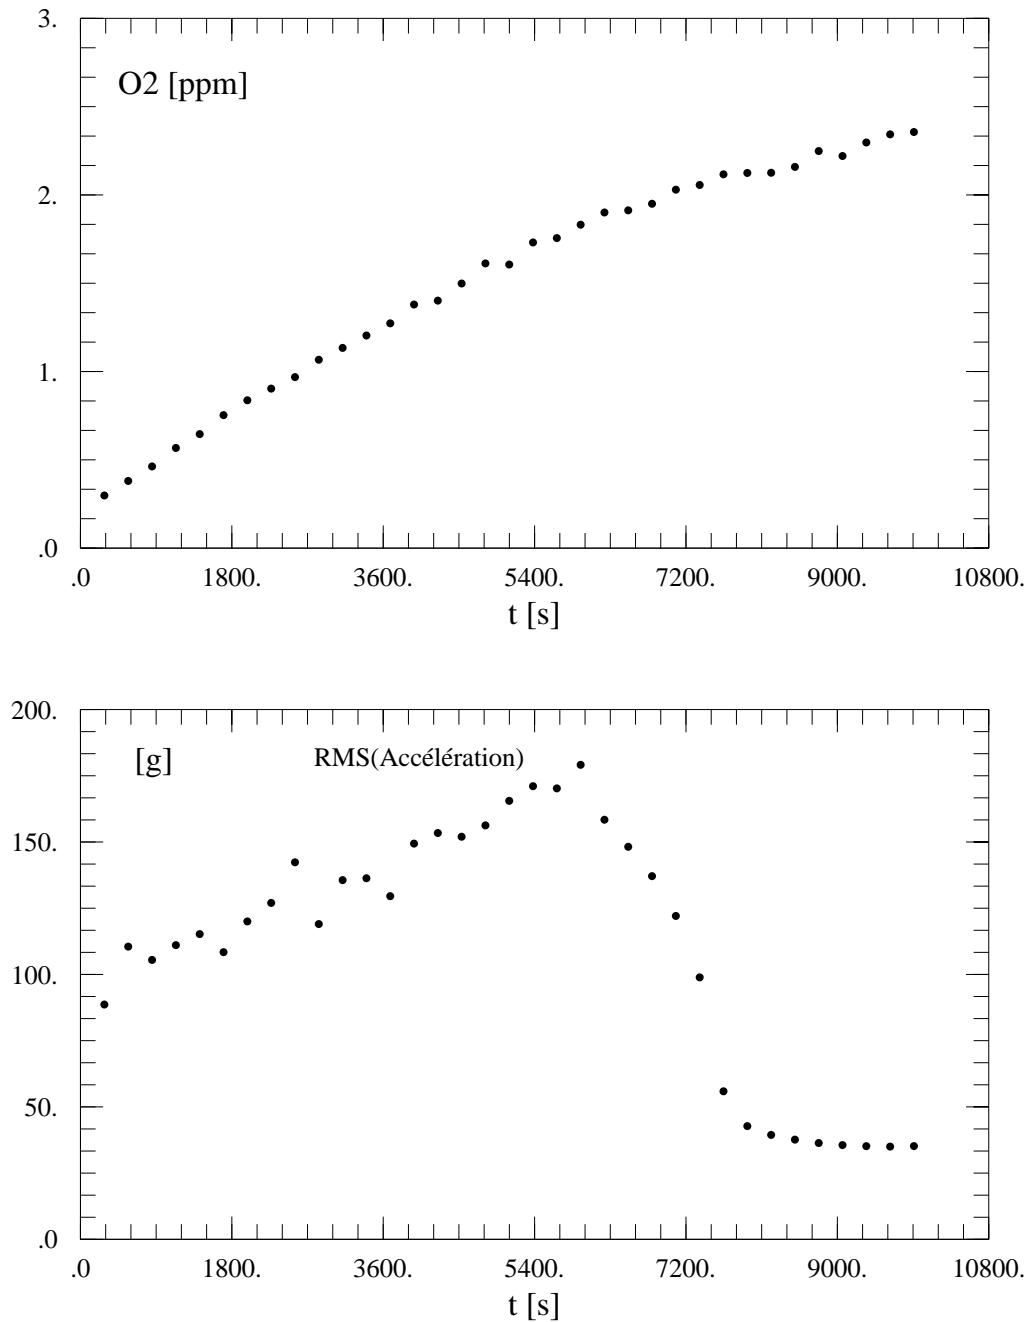 3.
O2 [ppm]
2.
1.
.0
.0 1800. 3600. 5400. 7200. 9000. 10800.
t [s]
200.
[g] RMS(Accélération)
150.
100.
50.
.0
.0 1800. 3600. 5400. 7200. 9000. 10800.
t [s]